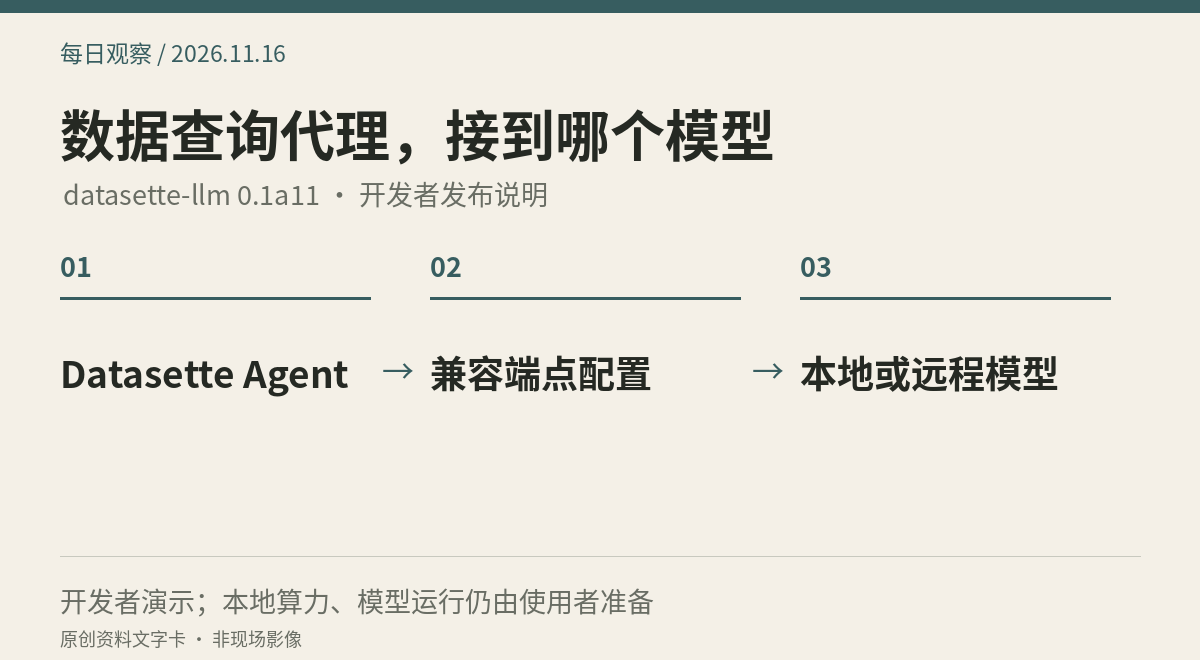 每日观察 / 2026.11.16
数据查询代理，接到哪个模型
datasette-llm 0.1a11 · 开发者发布说明
01
02
03
Datasette Agent → 兼容端点配置 → 本地或远程模型
开发者演示；本地算力、模型运行仍由使用者准备
原创资料文字卡 · 非现场影像